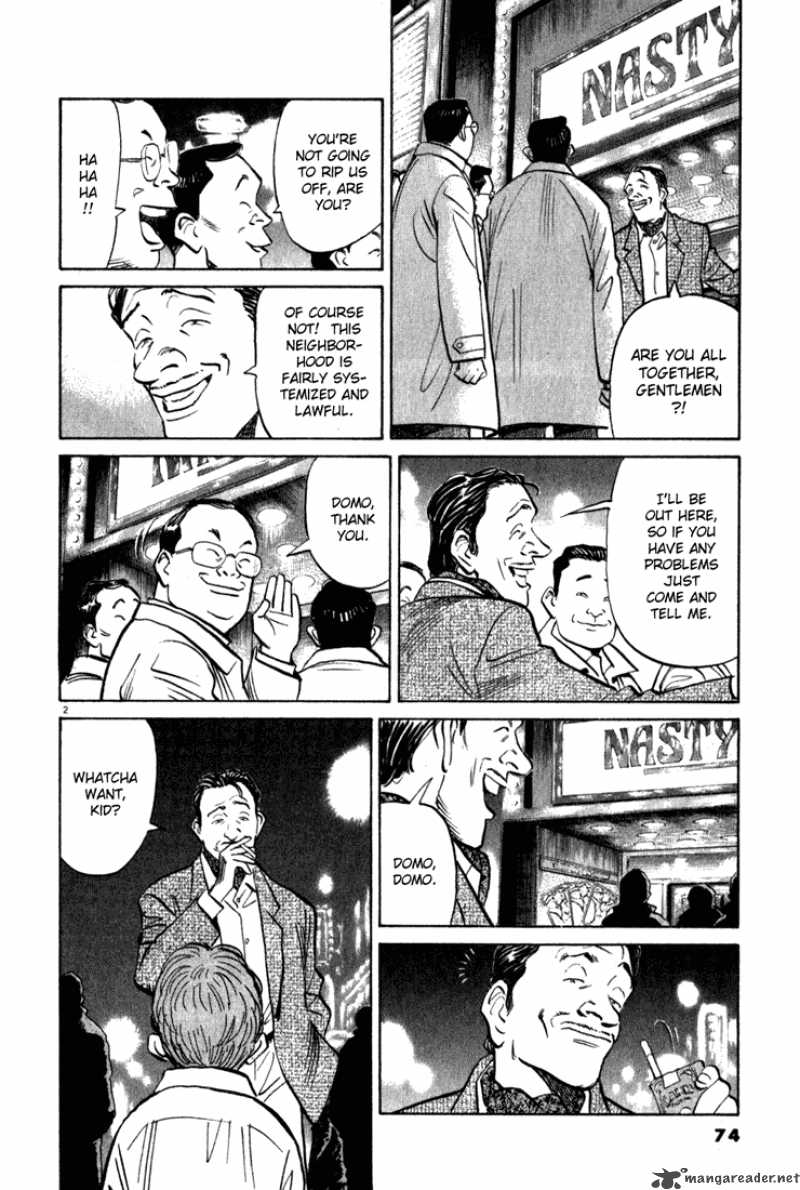 NASTY
ARE YOU ALL
TOGETHER,
GENTLEMEN
?!
YOU'RE
NOT GOING
TO RIP US
OFF, ARE
YOU?
HA
HA
HA
!!
OF COURSE
NOT! THIS
NEIGHBOR-
HOOD IS
FAIRLY SYS-
TEMIZED AND
LAWFUL.
I'LL BE
OUT HERE,
SO IF YOU
HAVE ANY
PROBLEMS
JUST
COME AND
TELL ME.
DOMO,
THANK
YOU.
2
NASTY
DOMO,
DOMO.
WHATCHA
WANT,
KID?
74
mangareader.net